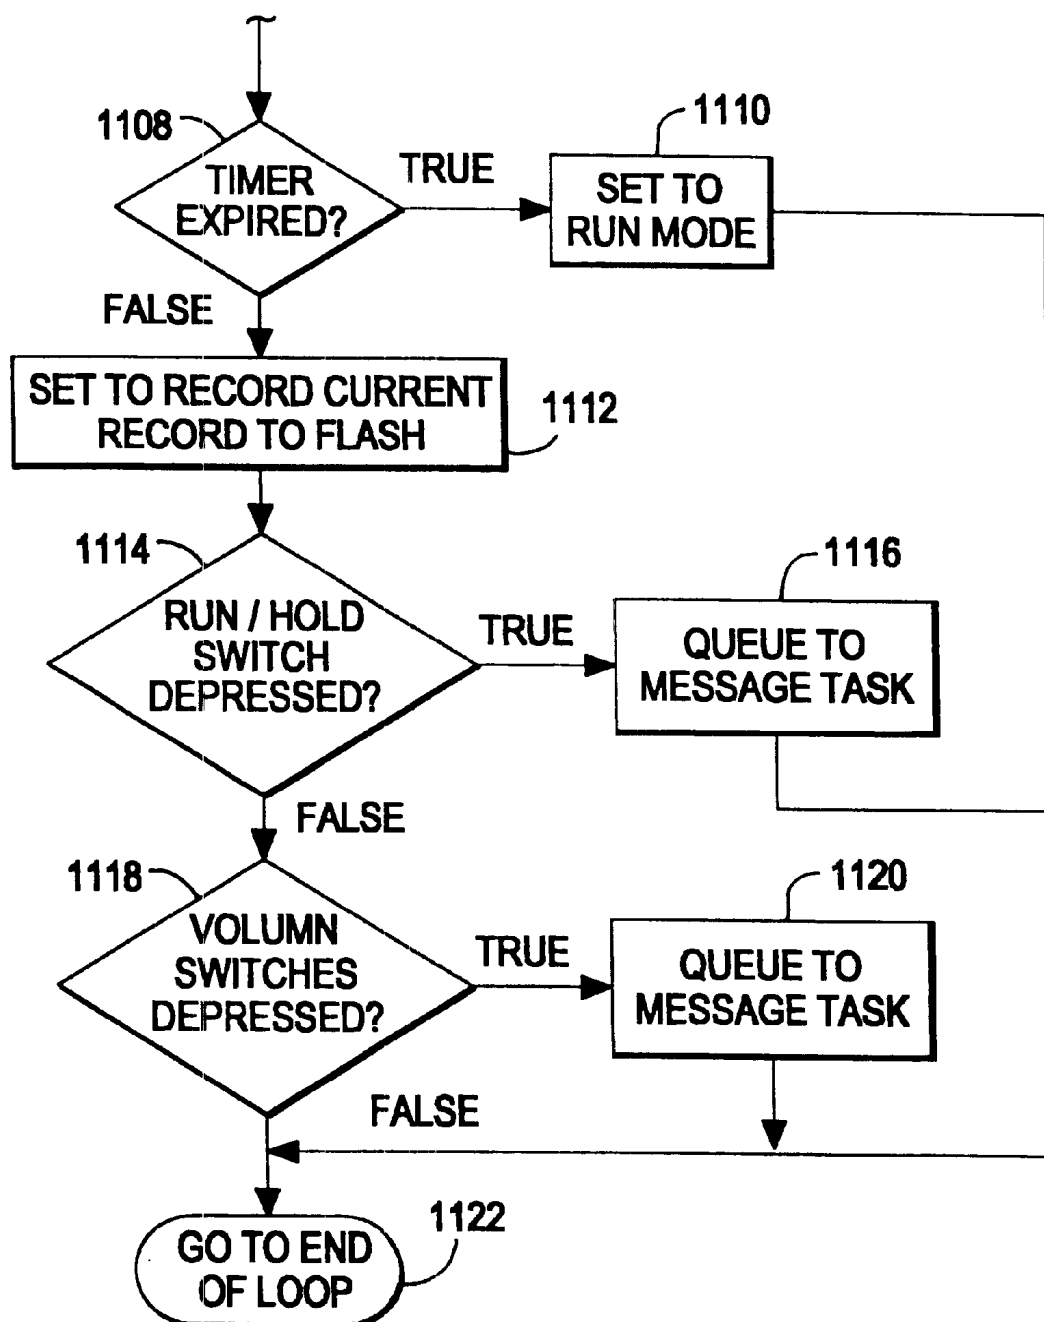 1108
TIMER
EXPIRED?
TRUE
1110
SET TO
RUN MODE
FALSE
SET TO RECORD CURRENT
RECORD TO FLASH
1112
1114
RUN / HOLD
SWITCH
DEPRESSED?
TRUE
1116
QUEUE TO
MESSAGE TASK
FALSE
1118
VOLUMN
SWITCHES
DEPRESSED?
TRUE
1120
QUEUE TO
MESSAGE TASK
FALSE
GO TO END
OF LOOP
1122